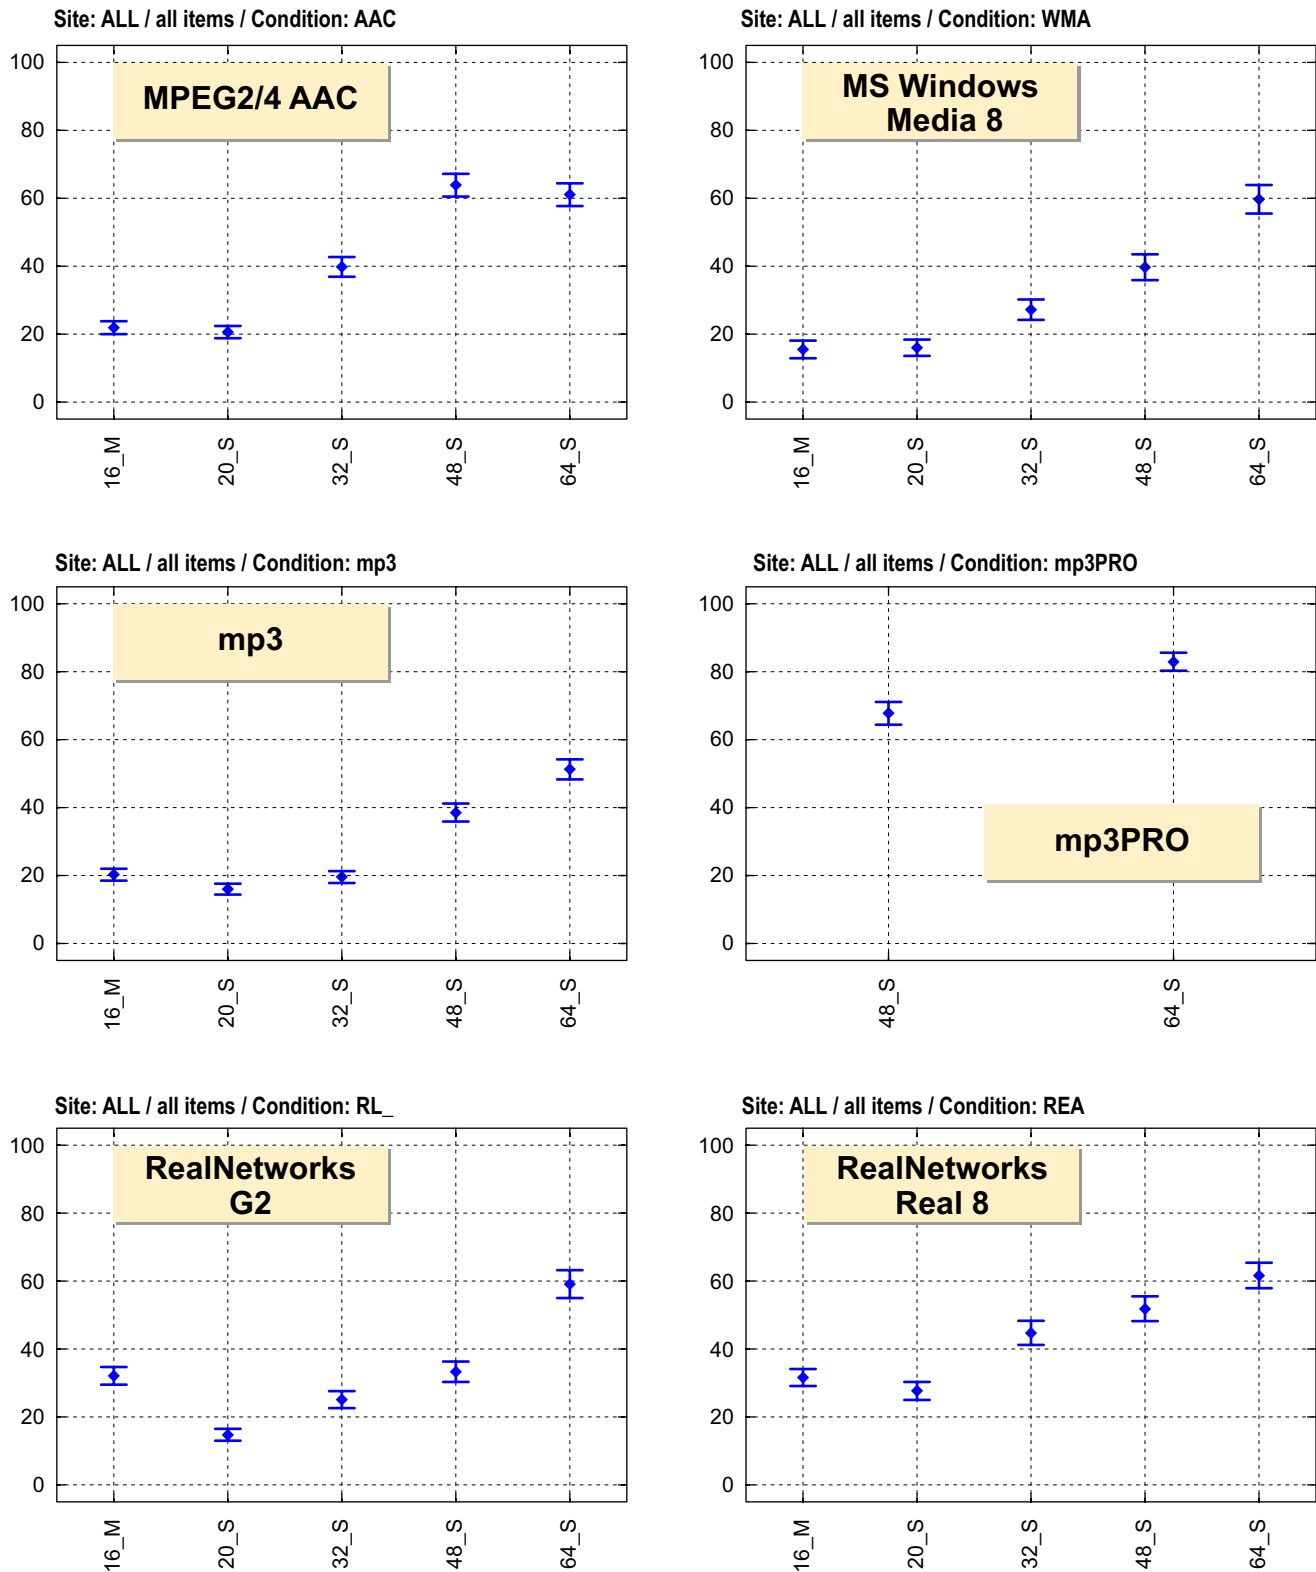 Site: ALL / all items / Condition: AAC
MPEG2/4 AAC
100
80
60
40
20
0
16_M
20_S
32_S
48_S
64_S
Site: ALL / all items / Condition: WMA
MS Windows
Media 8
100
80
60
40
20
0
16_M
20_S
32_S
48_S
64_S
Site: ALL / all items / Condition: mp3
mp3
100
80
60
40
20
0
16_M
20_S
32_S
48_S
64_S
Site: ALL / all items / Condition: mp3PRO
100
80
60
40
20
0
mp3PRO
48_S
64_S
Site: ALL / all items / Condition: RL_
RealNetworks
G2
100
80
60
40
20
0
16_M
20_S
32_S
48_S
64_S
Site: ALL / all items / Condition: REA
RealNetworks
Real 8
100
80
60
40
20
0
16_M
20_S
32_S
48_S
64_S